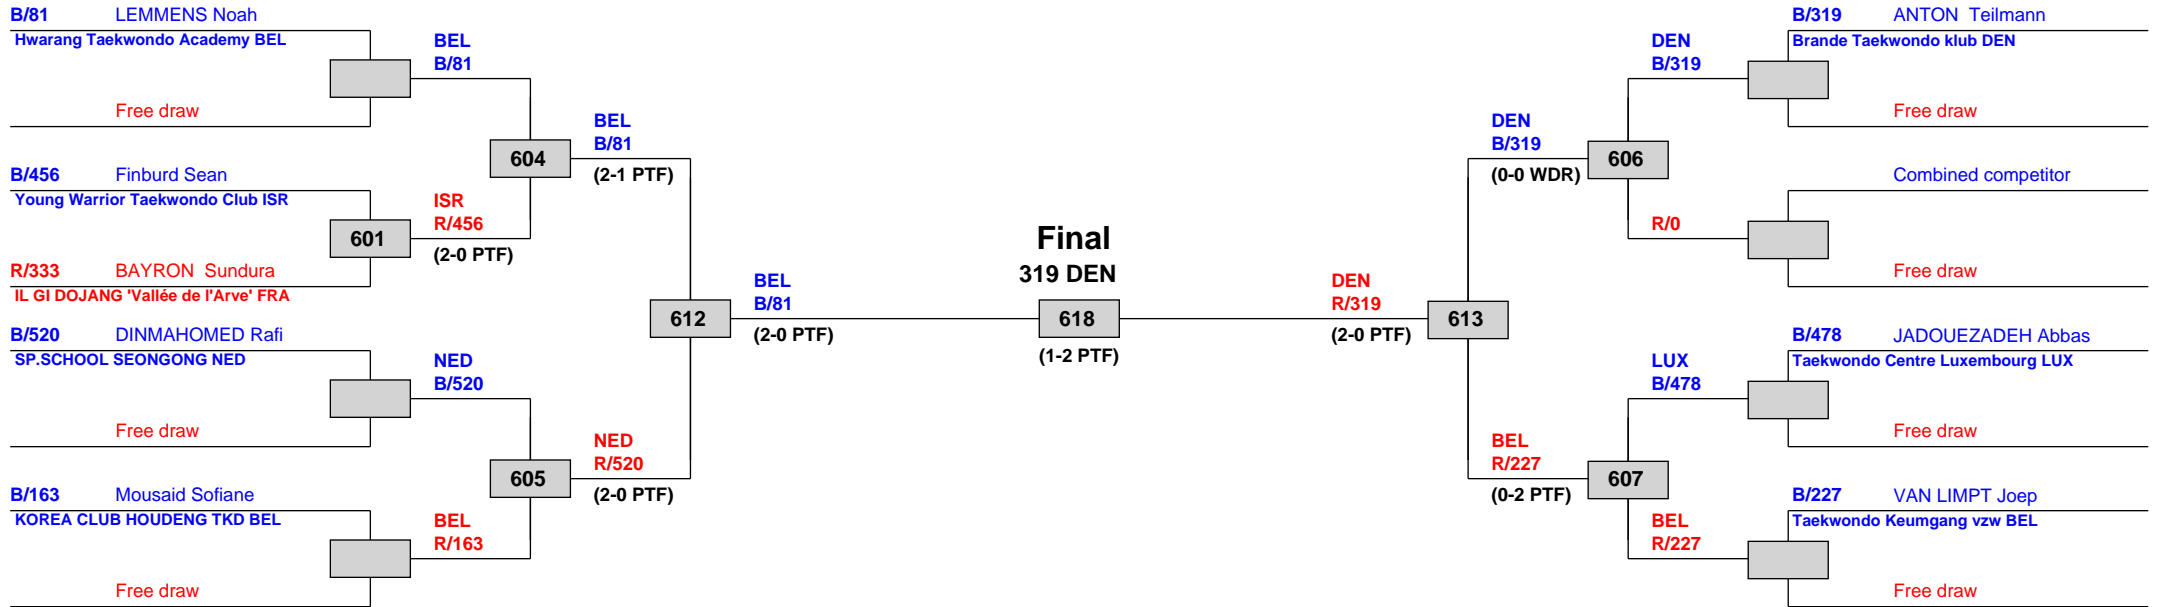 B/81 LEMMENS Noah
Hwarang Taekwondo Academy BEL
Free draw
B/456 Finburd Sean
Young Warrior Taekwondo Club ISR
R/333 BAYRON Sundura
IL GI DOJANG 'Vallée de l'Arve' FRA
B/520 DINMAHOMED Rafi
SP.SCHOOL SEONGONG NED
Free draw
B/163 Mousaid Sofiane
KOREA CLUB HOUDENG TKD BEL
Free draw
601
BEL
B/81
ISR
R/456
(2-0 PTF)
NED
B/520
BEL
R/163
604
605
BEL
B/81
(2-1 PTF)
NED
R/520
(2-0 PTF)
612
BEL
B/81
(2-0 PTF)
Final
319 DEN
618
(1-2 PTF)
DEN
R/319
(2-0 PTF)
613
DEN
B/319
(0-0 WDR)
BEL
R/227
(0-2 PTF)
606
607
DEN
B/319
R/0
LUX
B/478
BEL
R/227
B/319 ANTON Teilmann
Brande Taekwondo klub DEN
Free draw
Combined competitor
Free draw
B/478 JADOUEZADEH Abbas
Taekwondo Centre Luxembourg LUX
Free draw
B/227 VAN LIMPT Joep
Taekwondo Keumgang vzw BEL
Free draw